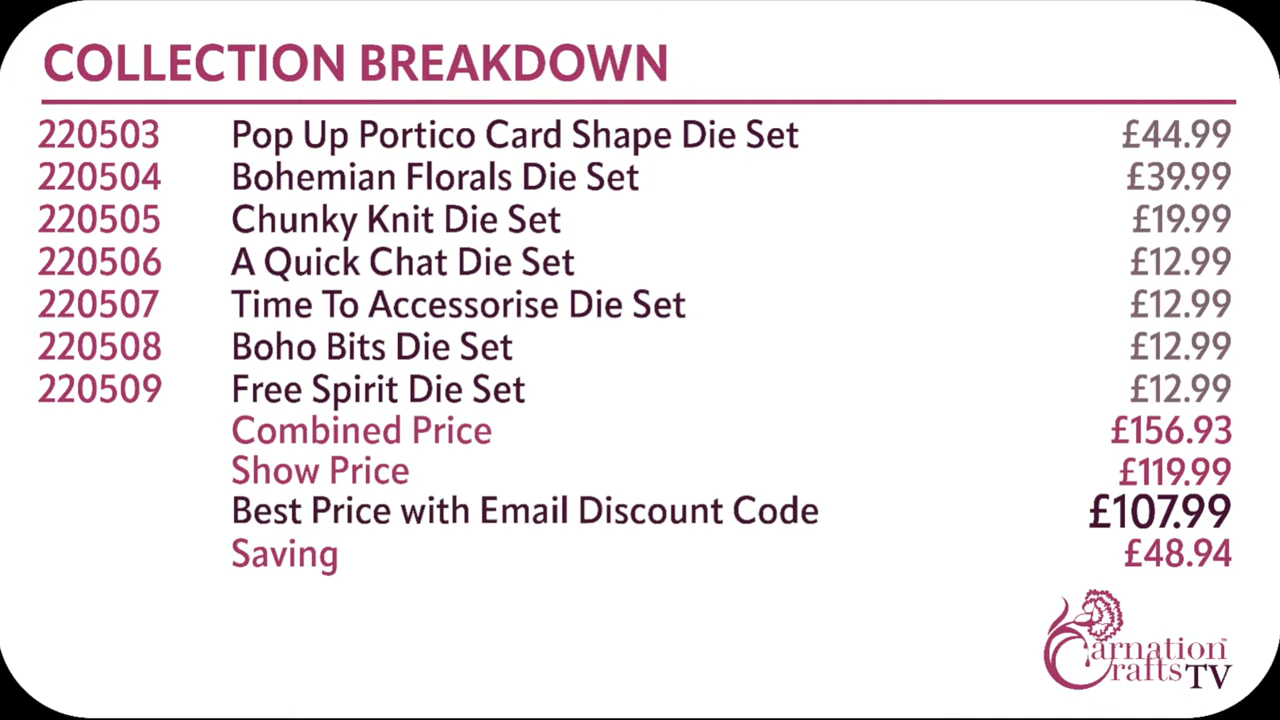 COLLECTION BREAKDOWN
220503 Pop Up Portico Card Shape Die Set £44.99
220504 Bohemian Florals Die Set £39.99
220505 Chunky Knit Die Set £19.99
220506 A Quick Chat Die Set £12.99
220507 Time To Accessorise Die Set £12.99
220508 Boho Bits Die Set £12.99
220509 Free Spirit Die Set £12.99
Combined Price £156.93
Show Price £119.99
Best Price with Email Discount Code £107.99
Saving £48.94
Carnation™
Crafts TV